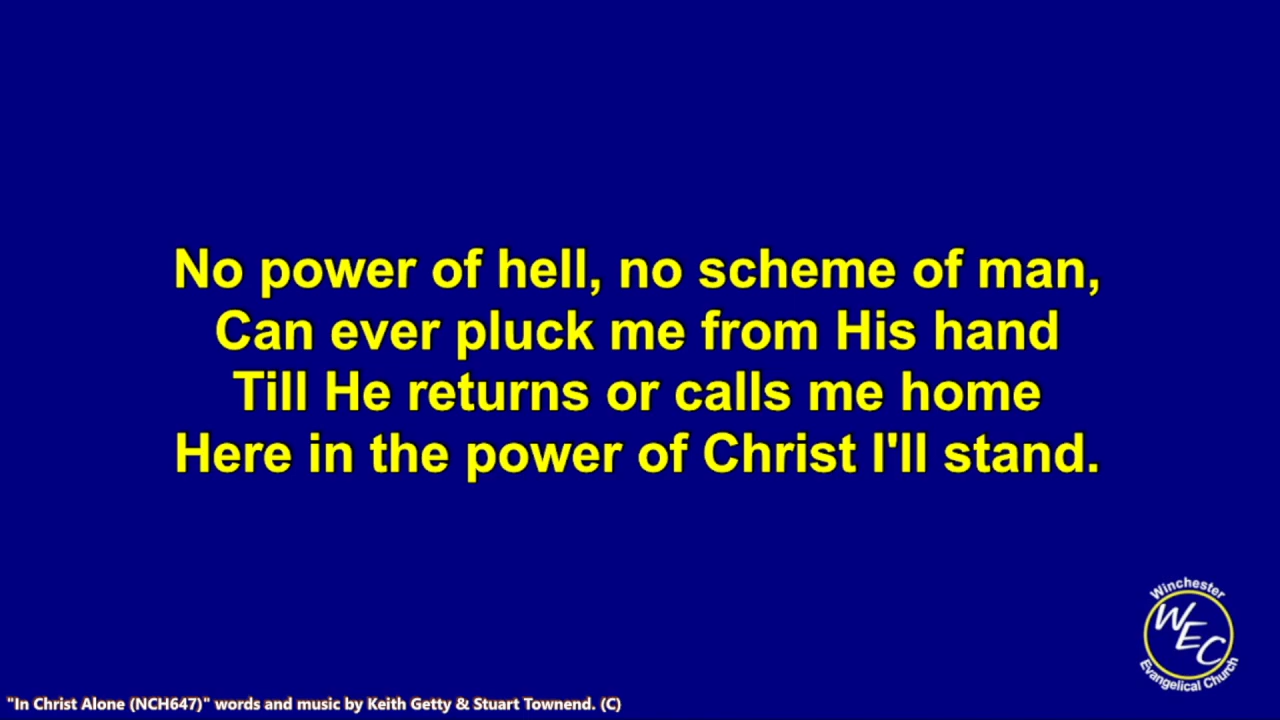 No power of hell, no scheme of man,
Can ever pluck me from His hand
Till He returns or calls me home
Here in the power of Christ I'll stand.
Winchester
WEC
Evangelical Church
"In Christ Alone (NCH647)" words and music by Keith Getty & Stuart Townend. (C)